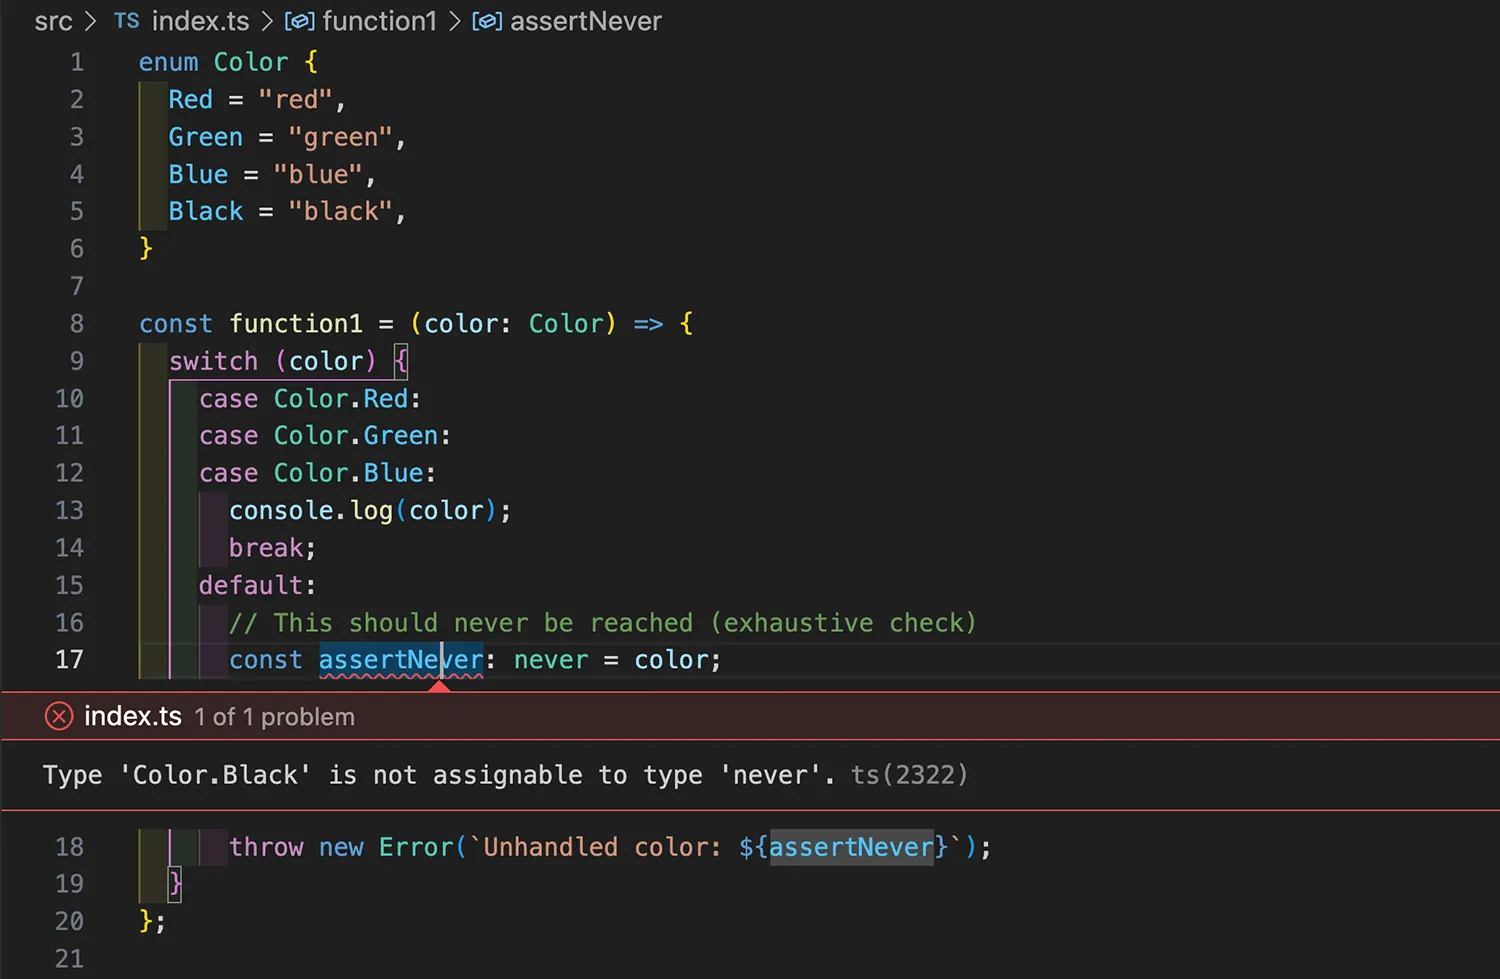 src > TS index.ts > function1 > assertNever
1 enum Color {
2   Red = "red",
3   Green = "green",
4   Blue = "blue",
5   Black = "black",
6 }
7
8 const function1 = (color: Color) => {
9   switch (color) {
10     case Color.Red:
11     case Color.Green:
12     case Color.Blue:
13       console.log(color);
14       break;
15     default:
16       // This should never be reached (exhaustive check)
17       const assertNever: never = color;
index.ts 1 of 1 problem
Type 'Color.Black' is not assignable to type 'never'. ts(2322)
18       throw new Error(`Unhandled color: ${assertNever}`);
19   }
20 };
21